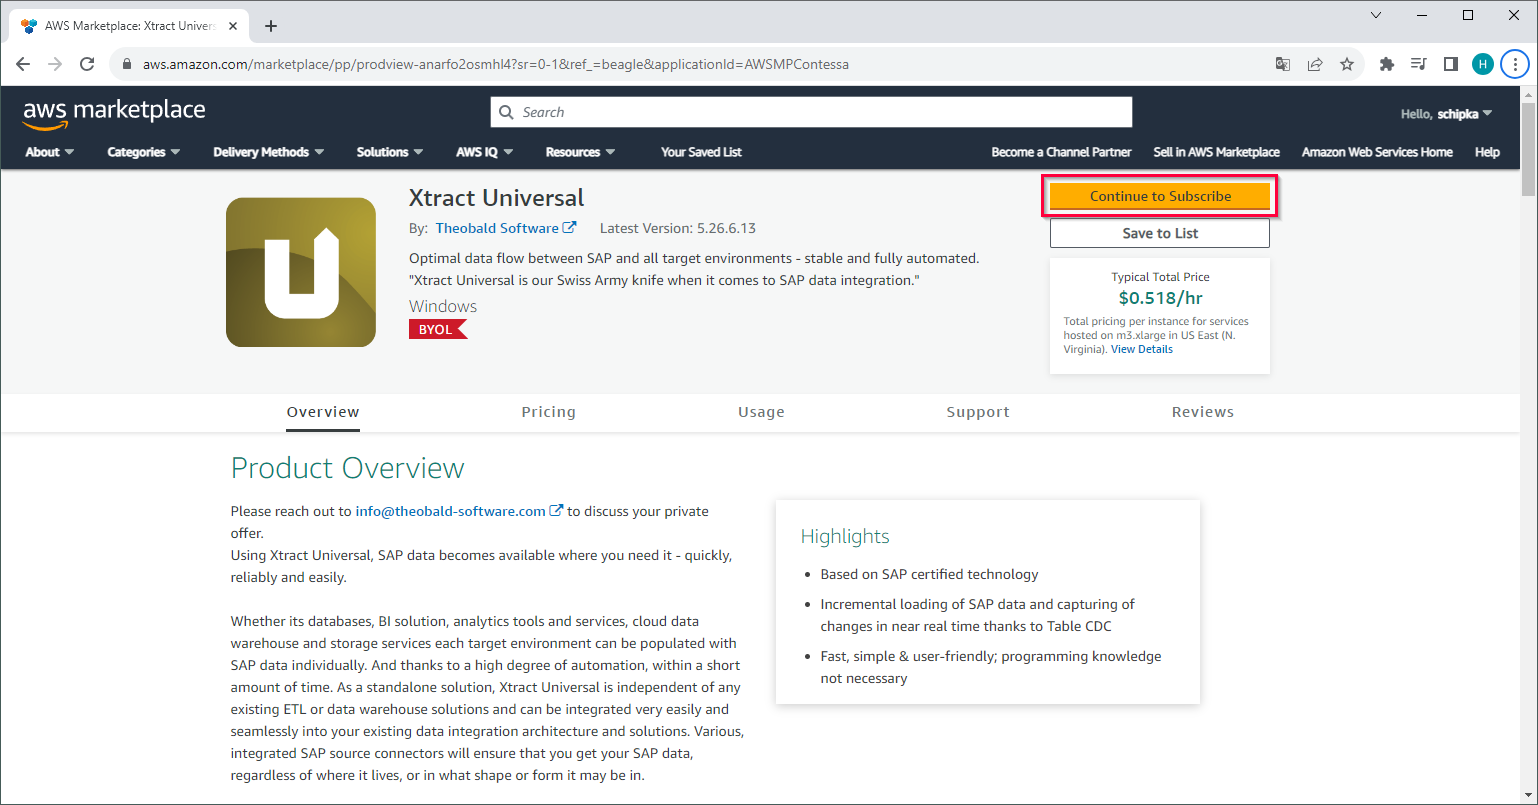 AWS Marketplace: Xtract Univers
aws.amazon.com/marketplace/pp/prodview-anarfo2osmhl4?sr=0-1&ref_=beagle&applicationId=AWSMPContessa
H
aws marketplace
Search
Hello, schipka
About Categories Delivery Methods Solutions AWS IQ Resources Your Saved List Become a Channel Partner Sell in AWS Marketplace Amazon Web Services Home Help
Xtract Universal
By: Theobald Software Latest Version: 5.26.6.13
Optimal data flow between SAP and all target environments - stable and fully automated.
"Xtract Universal is our Swiss Army knife when it comes to SAP data integration."
Windows
BYOL
Continue to Subscribe
Save to List
Typical Total Price
$0.518/hr
Total pricing per instance for services
hosted on m3.xlarge in US East (N.
Virginia). View Details
Overview Pricing Usage Support Reviews
Product Overview
Please reach out to info@theobald-software.com to discuss your private
offer.
Using Xtract Universal, SAP data becomes available where you need it - quickly,
reliably and easily.
Whether its databases, BI solution, analytics tools and services, cloud data
warehouse and storage services each target environment can be populated with
SAP data individually. And thanks to a high degree of automation, within a short
amount of time. As a standalone solution, Xtract Universal is independent of any
existing ETL or data warehouse solutions and can be integrated very easily and
seamlessly into your existing data integration architecture and solutions. Various,
integrated SAP source connectors will ensure that you get your SAP data,
regardless of where it lives, or in what shape or form it may be in.
Highlights
• Based on SAP certified technology
• Incremental loading of SAP data and capturing of
changes in near real time thanks to Table CDC
• Fast, simple & user-friendly; programming knowledge
not necessary